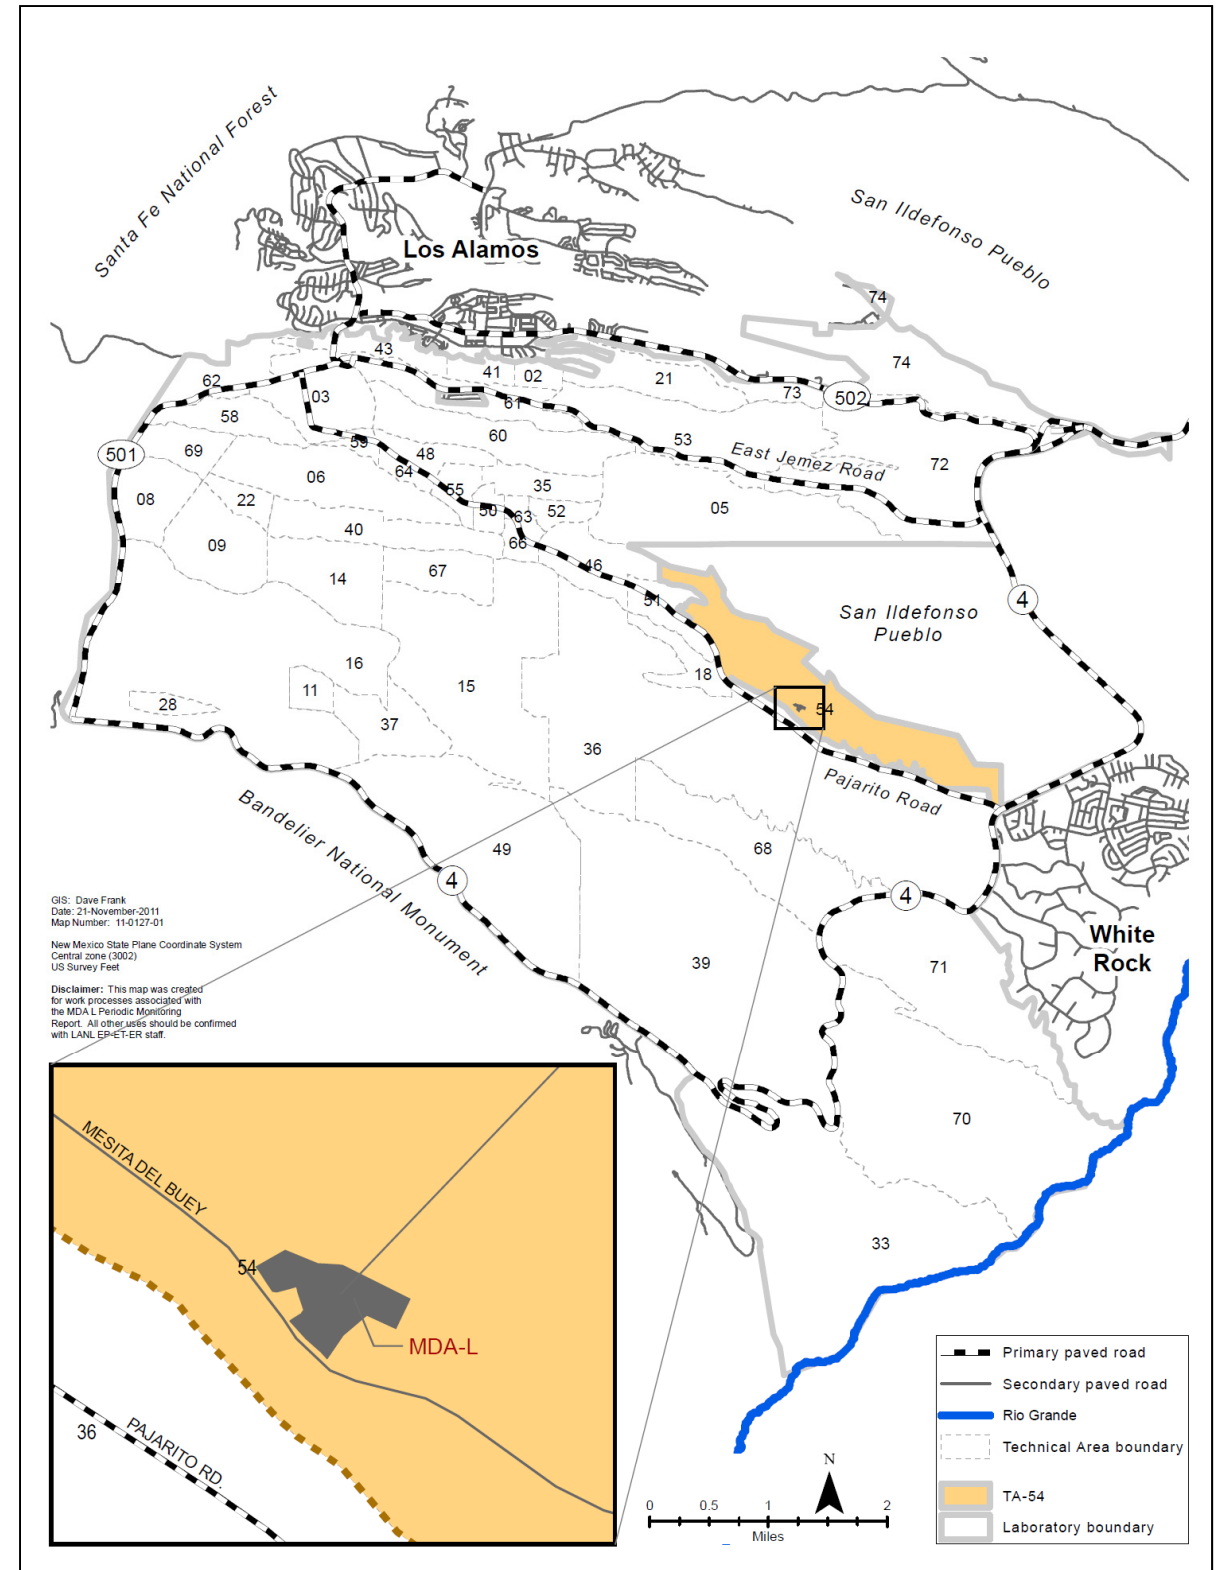 Santa Fe National Forest
San Ildefonso Pueblo
Los Alamos
74
74
43
62
41
02
21
73
502
03
58
61
501
69
59
48
60
53
East Jemez Road
72
06
64
08
22
55
35
05
50
63
52
40
09
66
14
67
46
51
4
San Ildefonso
Pueblo
16
18
11
15
28
54
37
36
Pajarito Road
Bandelier National Monument
49
68
4
4
White
Rock
39
71
GIS: Dave Frank
Date: 21-November-2011
Map Number: 11-0127-01
New Mexico State Plane Coordinate System
Central zone (3002)
US Survey Feet
Disclaimer: This map was created
for work processes associated with
the MDA L Periodic Monitoring
Report. All other uses should be confirmed
with LANL EP-ET-ER staff.
70
33
MESITA DEL BUEY
54
MDA-L
36
PAJARITO RD.
N
0 0.5 1 2
Miles
Primary paved road
Secondary paved road
Rio Grande
Technical Area boundary
TA-54
Laboratory boundary